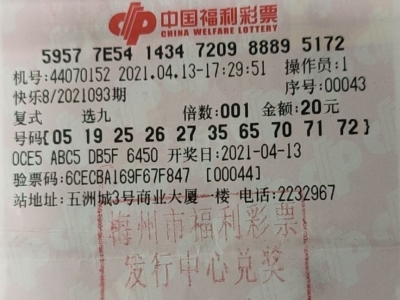 中国福利彩票
CHINA WELFARE LOTTERY
5957 7E54 1434 7209 8889 5172
机号:44070152 2021.04.13-17:29:51 操作员:1
快乐8/2021093期 序号:00043
复式 选九 倍数:001 金额:20元
号码{05 19 25 26 27 35 65 70 71 72}
0CE5 ABC5 DB5F 6450 开奖日:2021-04-13
验票码:6CECBA169F67F847 [00044]
站地址:五洲城3号商业大厦一楼 电话:2232967
梅州市福利彩票
发行中心兑奖